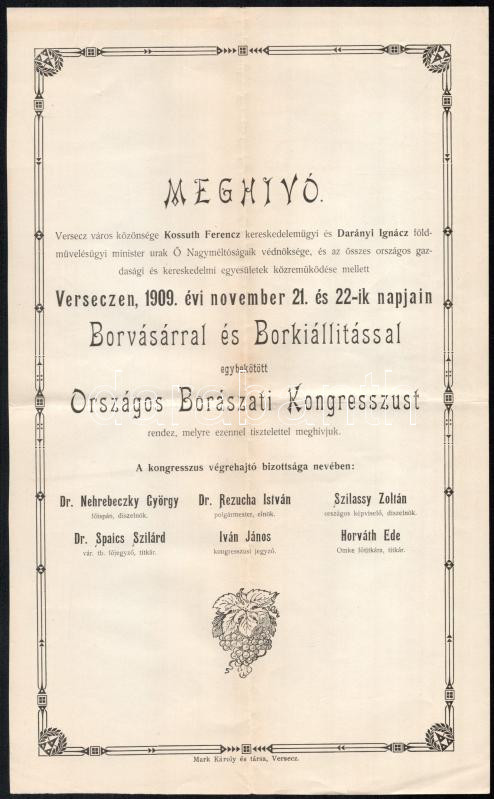 MEGHIVÓ.
Versecz város közönsége Kossuth Ferencz kereskedelemügyi és Darányi Ignácz föld-
művelésügyi minister urak Ő Nagyméltóságaik védnöksége, és az összes országos gaz-
dasági és kereskedelmi egyesületek közreműködése mellett
Verseczen, 1909. évi november 21. és 22-ik napjain
Borvásárral és Borkiállitással
egybekötött
Országos Borászati Kongresszust
rendez, melyre ezennel tisztelettel meghivjuk.
A kongresszus végrehajtó bizottsága nevében:
Dr. Nehrebeczky György Dr. Rezucha István Szilassy Zoltán
főispán, diszelnök. polgármester, elnök. országos képviselő, diszelnök.
Dr. Spaics Szilárd Iván János Horváth Ede
vár. tb. főjegyző, titkár. kongresszusi jegyző. Omke főtitkára, titkár.
Mark Károly és társa, Versecz.
darabanth